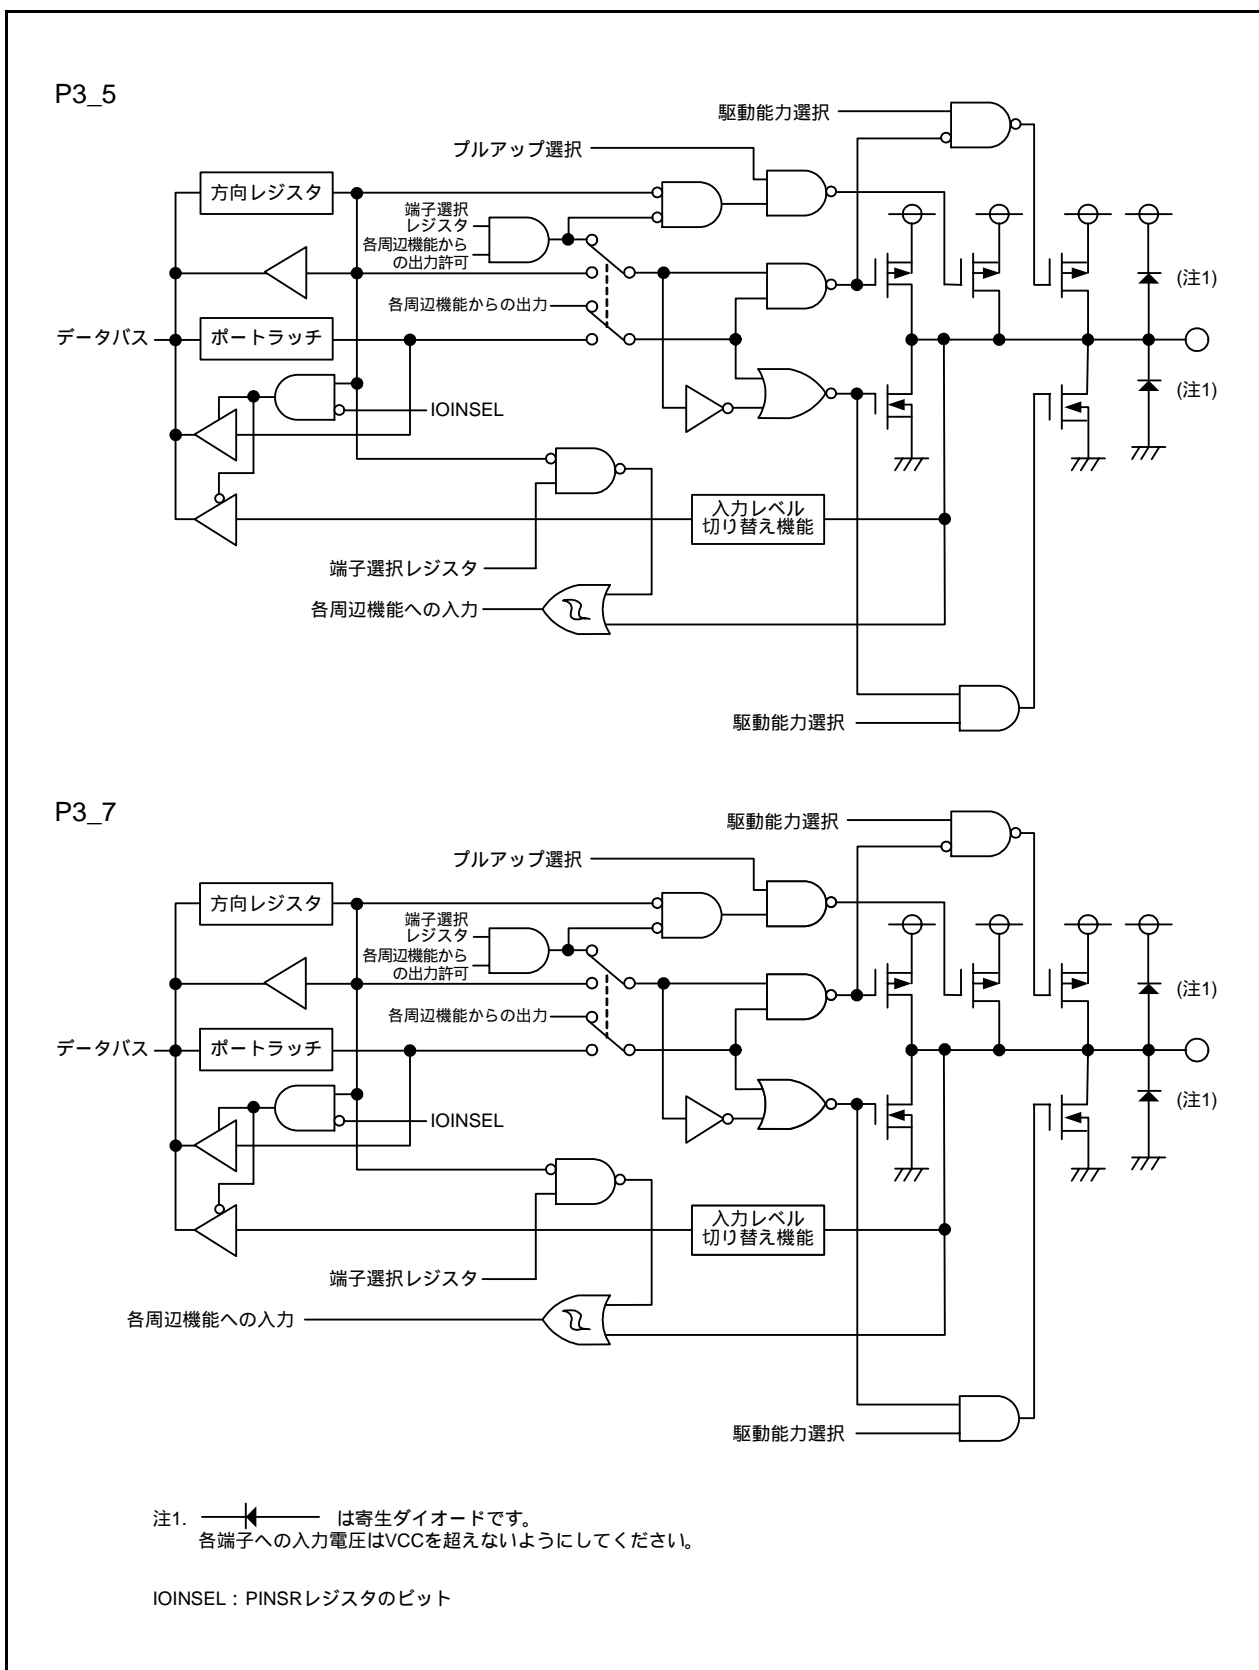 P3_5
駆動能力選択
プルアップ選択
方向レジスタ
端子選択
レジスタ
各周辺機能から
の出力許可
(注1)
各周辺機能からの出力
データバス
ポートラッチ
(注1)
IOINSEL
入力レベル
切り替え機能
端子選択レジスタ
各周辺機能への入力
駆動能力選択
P3_7
駆動能力選択
プルアップ選択
方向レジスタ
端子選択
レジスタ
各周辺機能から
の出力許可
(注1)
各周辺機能からの出力
データバス
ポートラッチ
(注1)
IOINSEL
入力レベル
切り替え機能
端子選択レジスタ
各周辺機能への入力
駆動能力選択
注1. は寄生ダイオードです。
各端子への入力電圧はVCCを超えないようにしてください。
IOINSEL : PINSRレジスタのビット